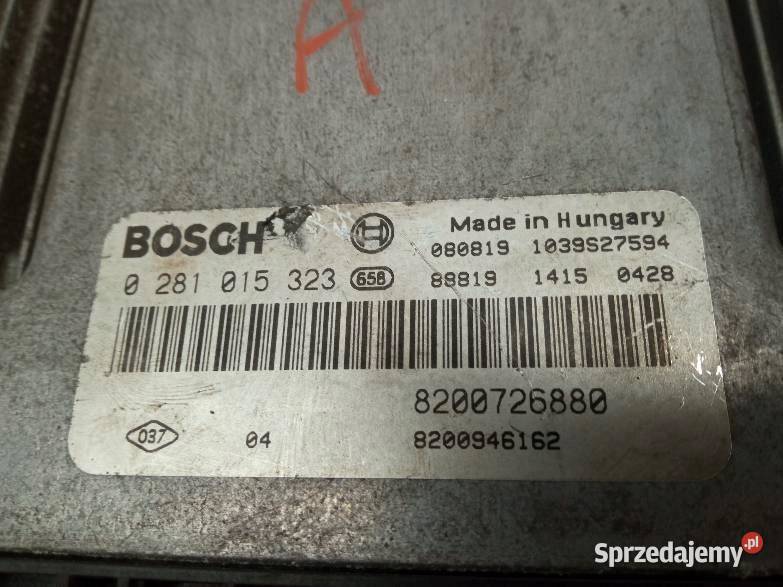 A
BOSCH
Made in Hungary
080819 1039S27594
0 281 015 323 656 88819 1415 0428
8200726880
037 04 8200946162
Sprzedajemy.pl